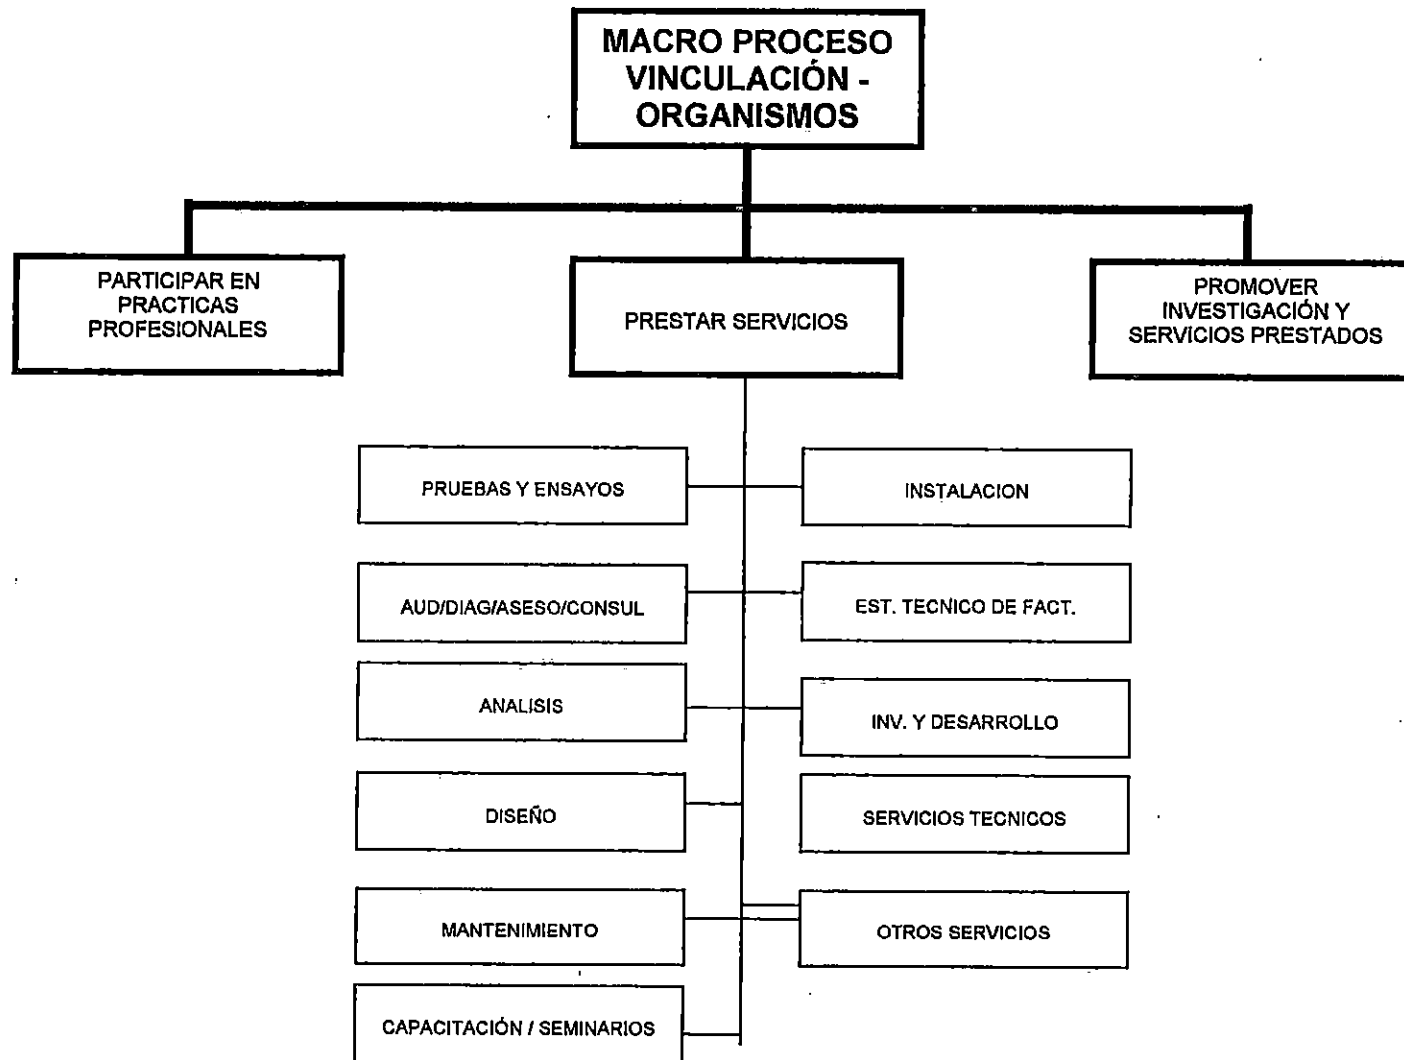 MACRO PROCESO
VINCULACIÓN -
ORGANISMOS
PARTICIPAR EN
PRACTICAS
PROFESIONALES
PRESTAR SERVICIOS
PROMOVER
INVESTIGACIÓN Y
SERVICIOS PRESTADOS
PRUEBAS Y ENSAYOS
INSTALACION
AUD/DIAG/ASESO/CONSUL
EST. TECNICO DE FACT.
ANALISIS
INV. Y DESARROLLO
DISEÑO
SERVICIOS TECNICOS
MANTENIMIENTO
OTROS SERVICIOS
CAPACITACIÓN / SEMINARIOS